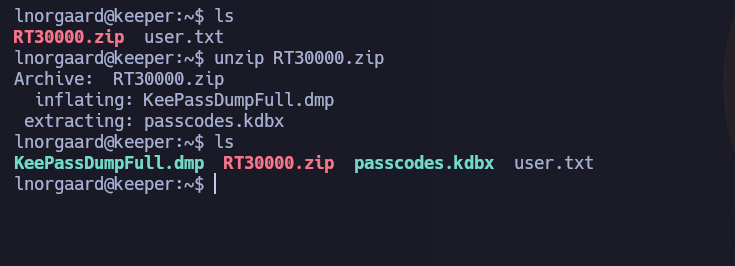 lnorgaard@keeper:~$ ls
RT30000.zip  user.txt
lnorgaard@keeper:~$ unzip RT30000.zip
Archive:  RT30000.zip
  inflating: KeePassDumpFull.dmp
 extracting: passcodes.kdbx
lnorgaard@keeper:~$ ls
KeePassDumpFull.dmp  RT30000.zip  passcodes.kdbx  user.txt
lnorgaard@keeper:~$